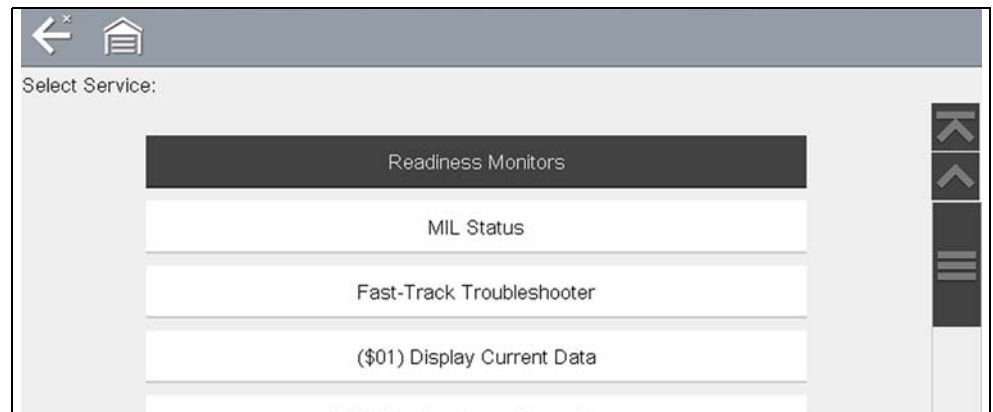 Select Service:
Readiness Monitors
MIL Status
Fast-Track Troubleshooter
($01) Display Current Data